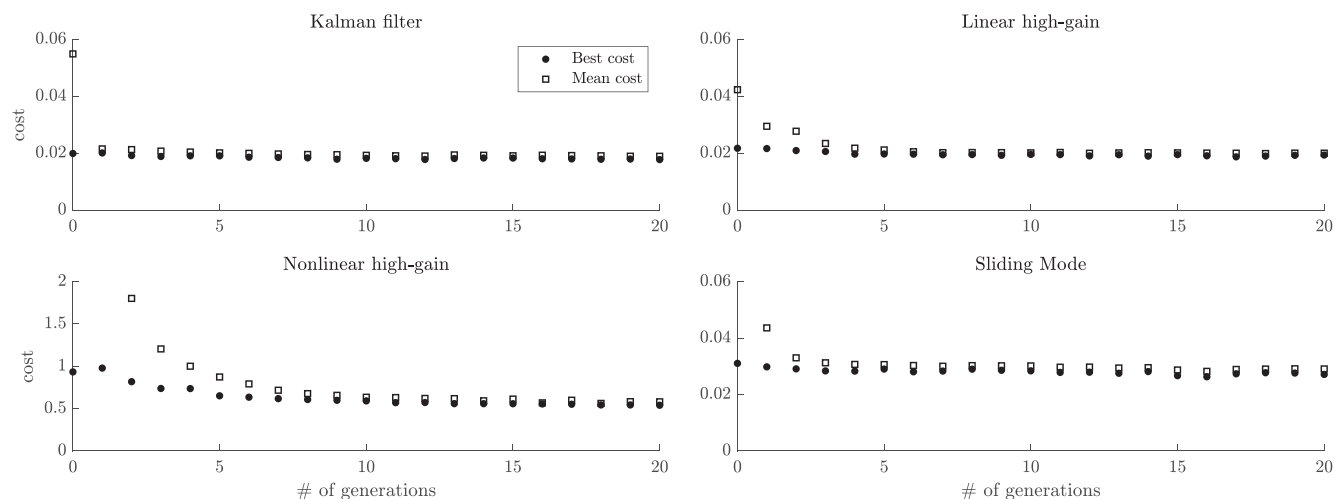 Kalman filter
0.06
0.04
0.02
0
cost
0 5 10 15 20
Best cost
Mean cost
Linear high-gain
0.06
0.04
0.02
0
0 5 10 15 20
Nonlinear high-gain
2
1.5
1
0.5
0
cost
0 5 10 15 20
# of generations
Sliding Mode
0.06
0.04
0.02
0
0 5 10 15 20
# of generations